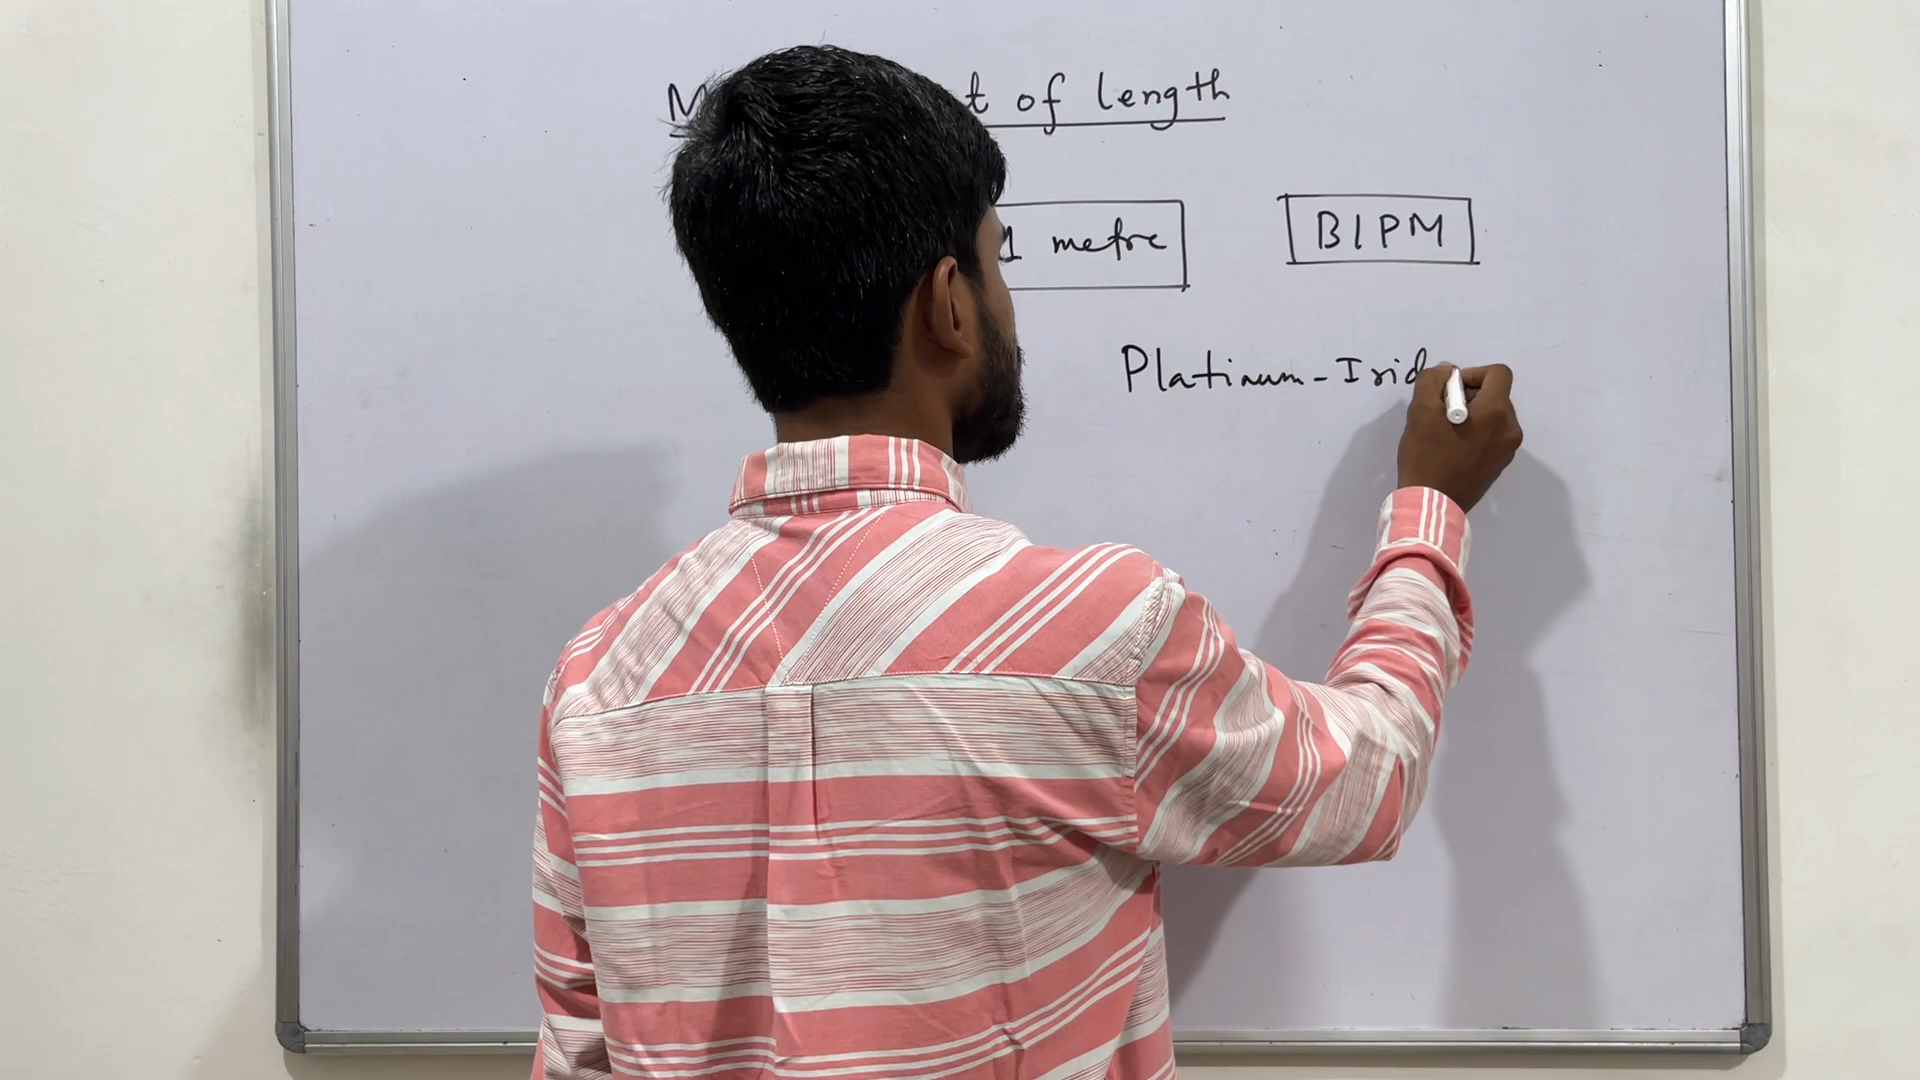 of length
1 metre
BIPM
Platinum-Irid